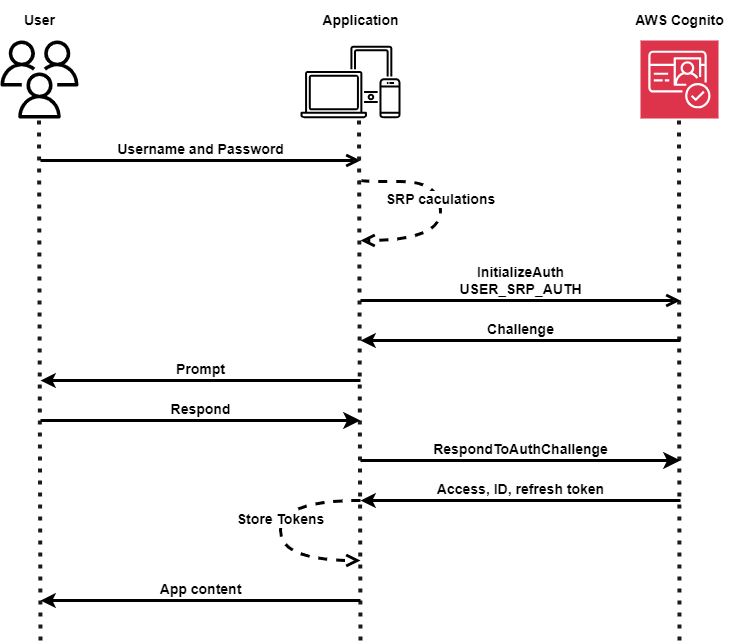 User
Application
AWS Cognito
Username and Password
SRP caculations
InitializeAuth
USER_SRP_AUTH
Challenge
Prompt
Respond
RespondToAuthChallenge
Access, ID, refresh token
Store Tokens
App content